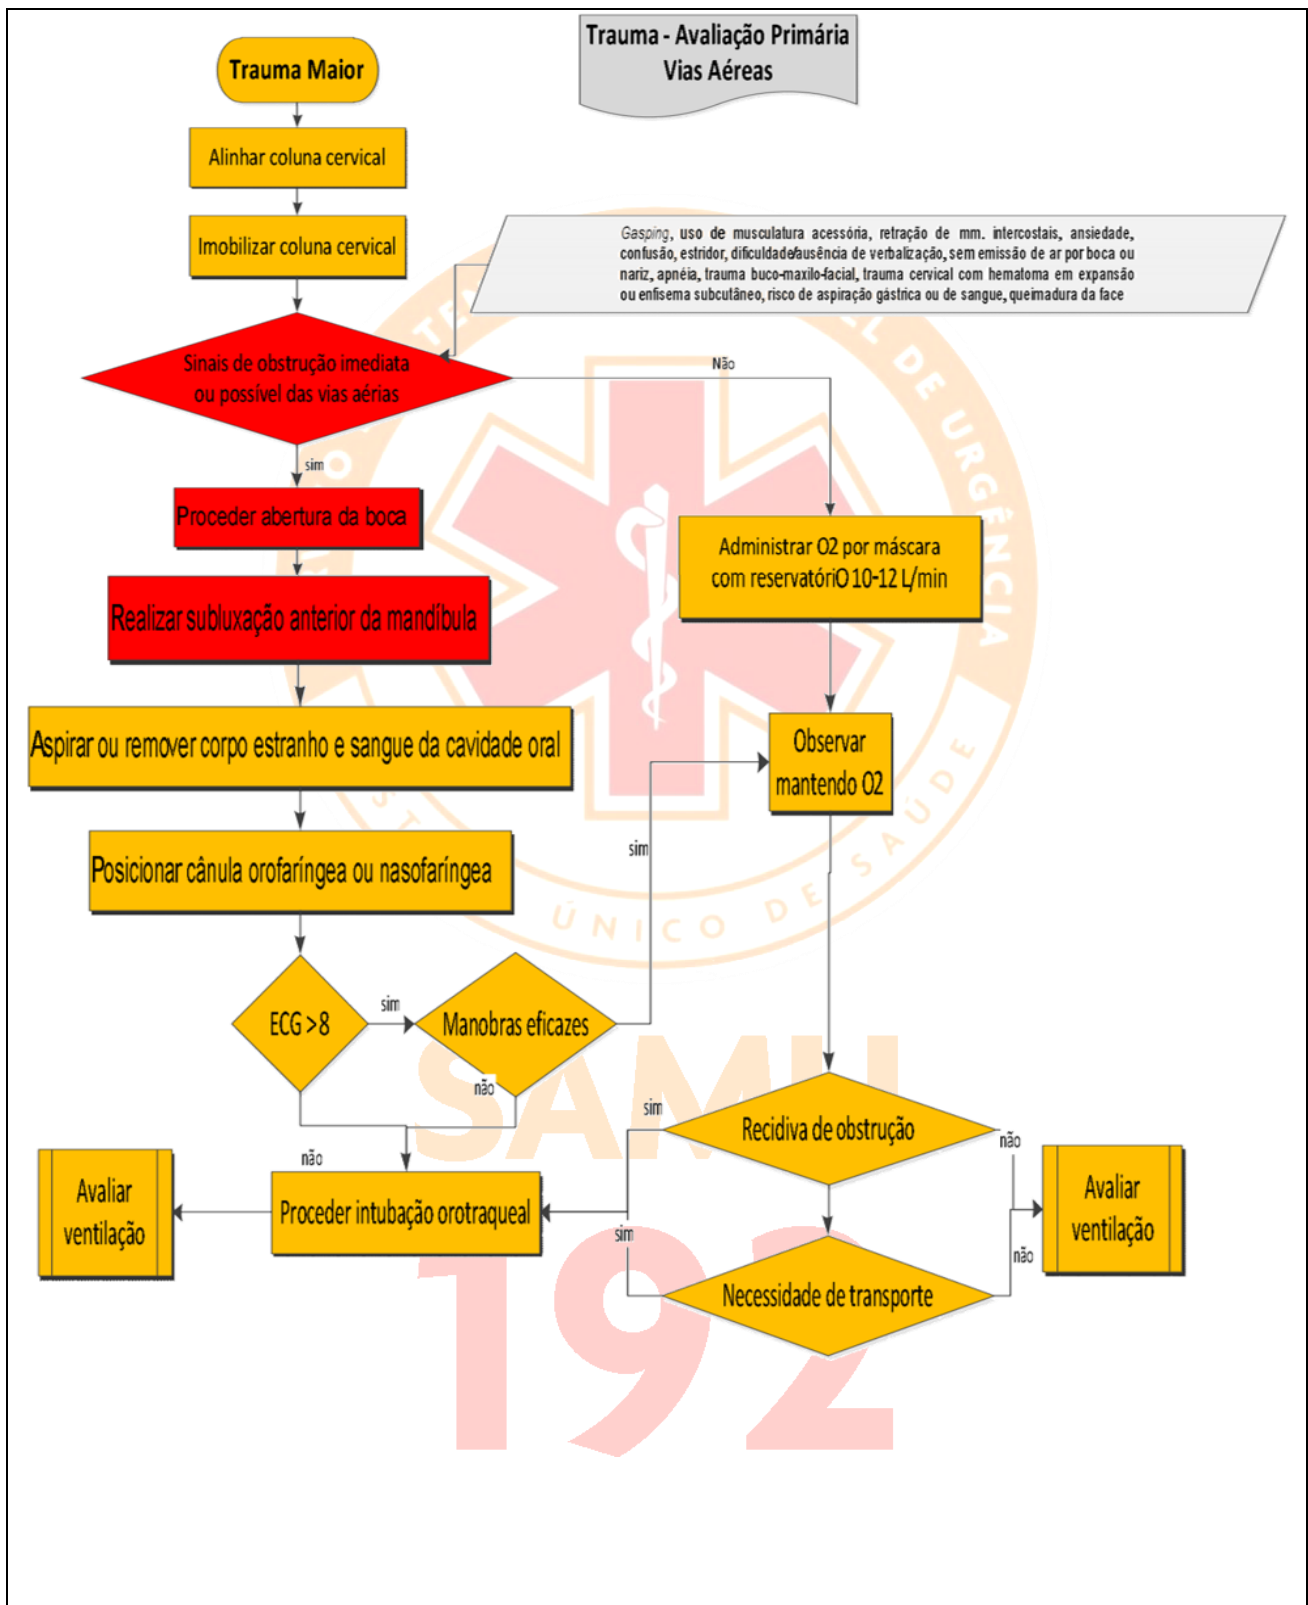 Trauma - Avaliação Primária
Vias Aéreas
Trauma Maior
Alinhar coluna cervical
Imobilizar coluna cervical
Gasping, uso de musculatura acessória, retração de mm. intercostais, ansiedade,
confusão, estridor, dificuldade/ausência de verbalização, sem emissão de ar por boca ou
nariz, apnéia, trauma buco-maxilo-facial, trauma cervical com hematoma em expansão
ou enfisema subcutâneo, risco de aspiração gástrica ou de sangue, queimadura da face
Sinais de obstrução imediata
ou possível das vias aérias
Não
sim
Proceder abertura da boca
Administrar O2 por máscara
com reservatóriO 10-12 L/min
Realizar subluxação anterior da mandíbula
Aspirar ou remover corpo estranho e sangue da cavidade oral
Observar
mantendo O2
Posicionar cânula orofaríngea ou nasofaríngea
sim
ECG >8
sim
Manobras eficazes
não
não
Proceder intubação orotraqueal
Avaliar
ventilação
sim
Recidiva de obstrução
não
Avaliar
ventilação
sim
Necessidade de transporte
não
DE URGÊNCIA
ÚNICO DE SAÚDE
SAMU
192